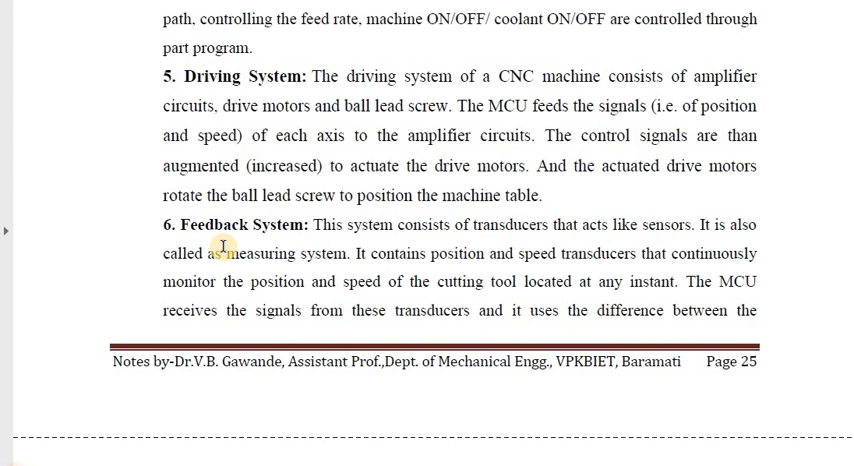 path, controlling the feed rate, machine ON/OFF/ coolant ON/OFF are controlled through
part program.
5. Driving System: The driving system of a CNC machine consists of amplifier
circuits, drive motors and ball lead screw. The MCU feeds the signals (i.e. of position
and speed) of each axis to the amplifier circuits. The control signals are than
augmented (increased) to actuate the drive motors. And the actuated drive motors
rotate the ball lead screw to position the machine table.
6. Feedback System: This system consists of transducers that acts like sensors. It is also
called as measuring system. It contains position and speed transducers that continuously
monitor the position and speed of the cutting tool located at any instant. The MCU
receives the signals from these transducers and it uses the difference between the
Notes by-Dr.V.B. Gawande, Assistant Prof.,Dept. of Mechanical Engg., VPKBIET, Baramati Page 25